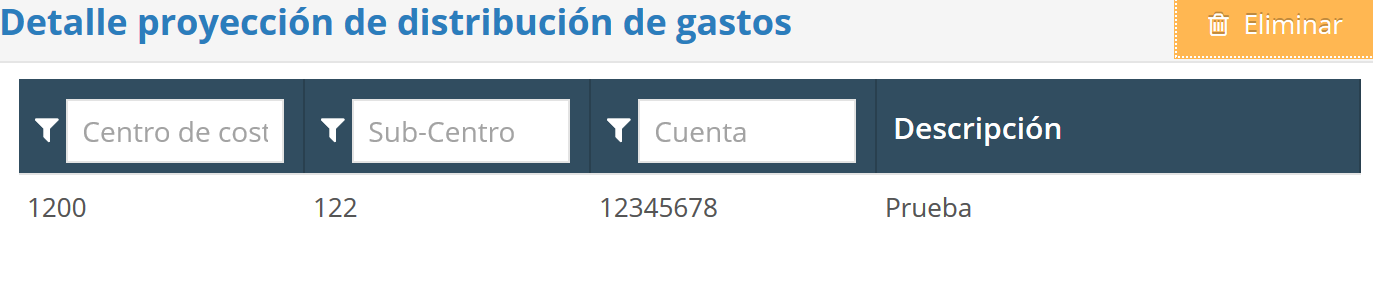 Detalle proyección de distribución de gastos
Eliminar
Centro de cost Sub-Centro Cuenta Descripción
1200 122 12345678 Prueba